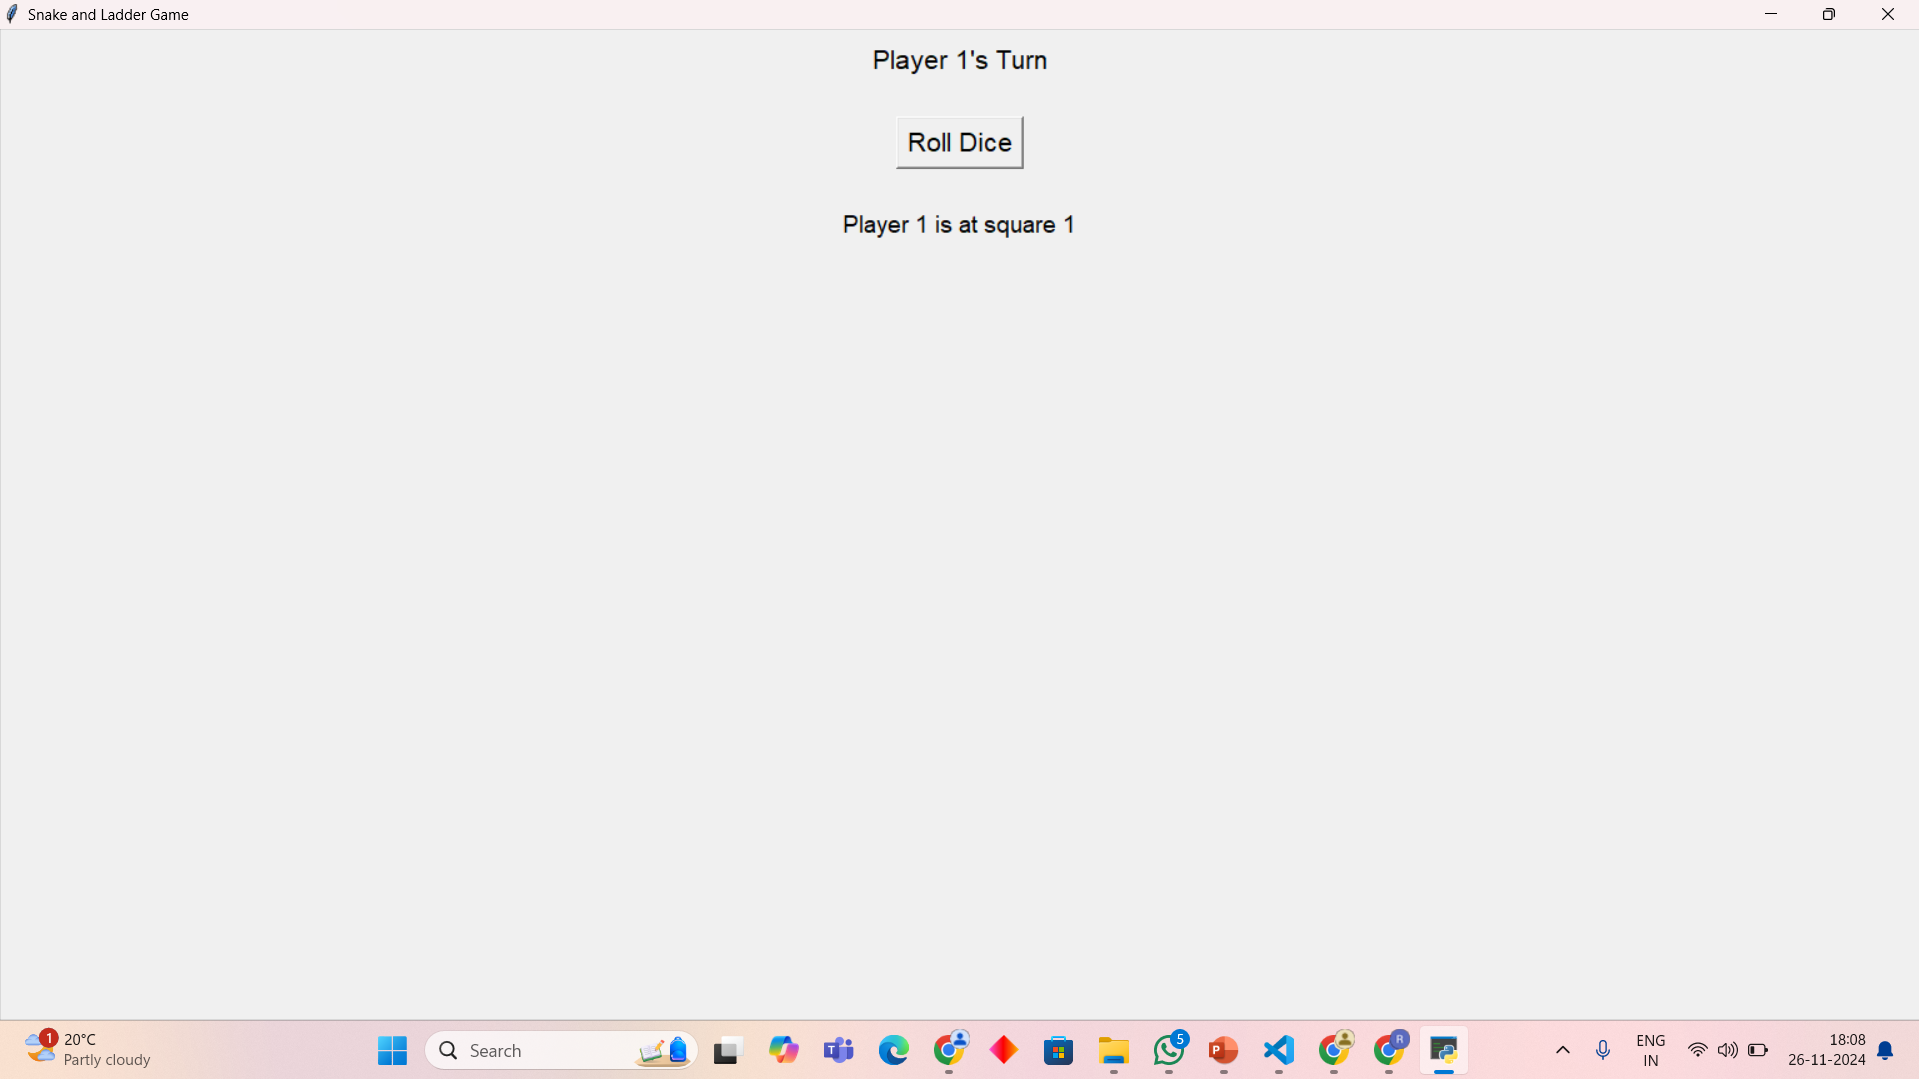 Snake and Ladder Game
Player 1's Turn
Roll Dice
Player 1 is at square 1
1
20°C
Partly cloudy
Search
T
5
P
R
ENG
IN
18:08
26-11-2024